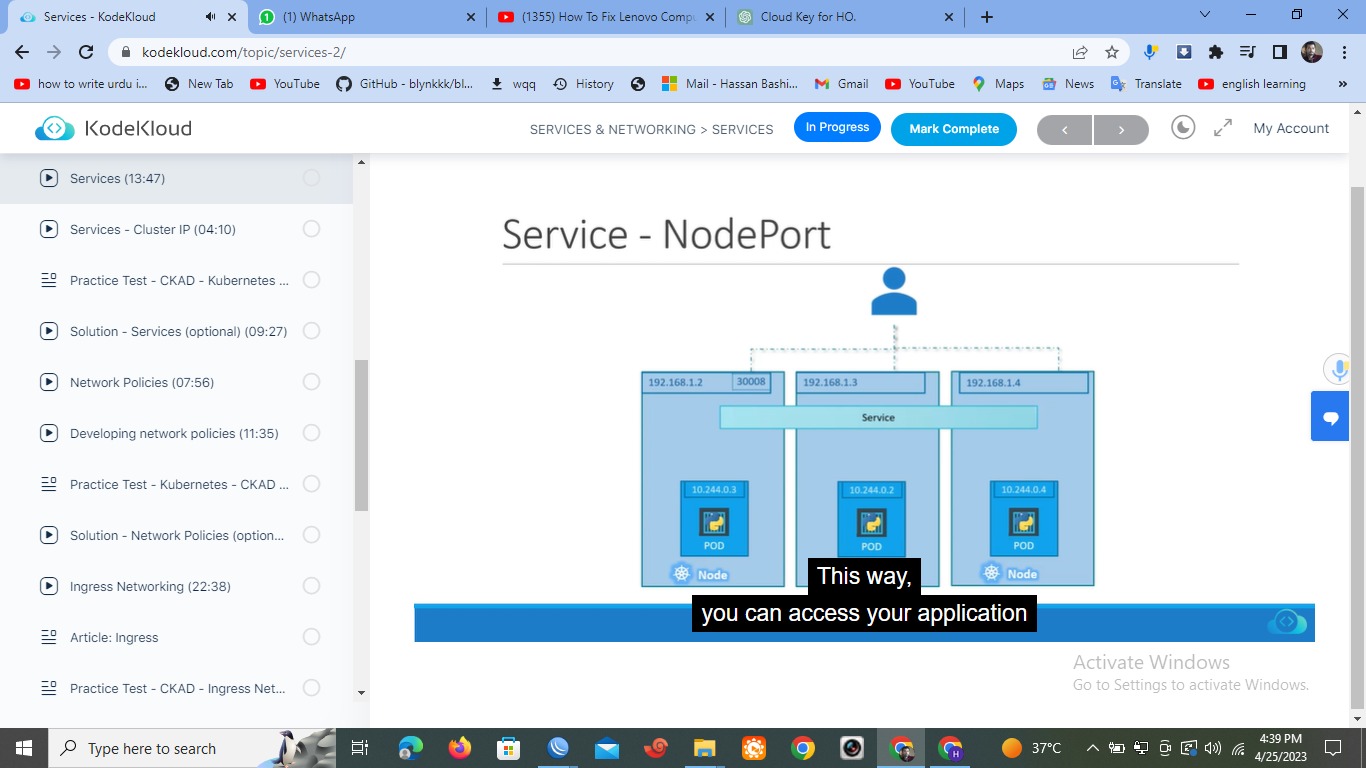 Services - KodeKloud
(1) WhatsApp
(1355) How To Fix Lenovo Compu
Cloud Key for HO.
kodekloud.com/topic/services-2/
how to write urdu i...
New Tab
YouTube
GitHub - blynkkk/bl...
wqq
History
Mail - Hassan Bashi...
Gmail
YouTube
Maps
News
Translate
english learning
»
KodeKloud
SERVICES & NETWORKING > SERVICES
In Progress
Mark Complete
My Account
Services (13:47)
Services - Cluster IP (04:10)
Practice Test - CKAD - Kubernetes ...
Solution - Services (optional) (09:27)
Network Policies (07:56)
Developing network policies (11:35)
Practice Test - Kubernetes - CKAD ...
Solution - Network Policies (option...
Ingress Networking (22:38)
Article: Ingress
Practice Test - CKAD - Ingress Net...
Service - NodePort
192.168.1.2 30008 192.168.1.3 192.168.1.4
Service
10.244.0.3 10.244.0.2 10.244.0.4
POD POD POD
Node Node
This way,
you can access your application
Activate Windows
Go to Settings to activate Windows.
Type here to search
H
37°C
4:39 PM
4/25/2023